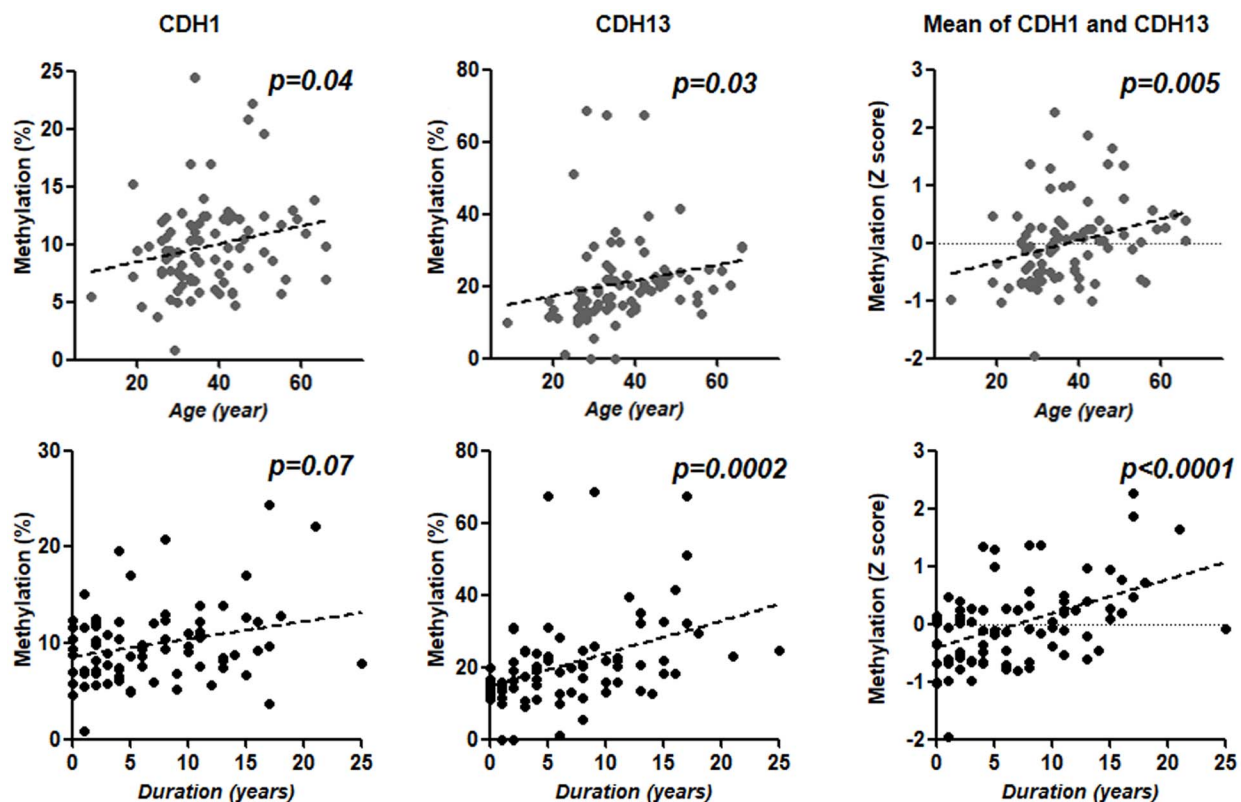 CDH1
CDH13
Mean of CDH1 and CDH13
p=0.04
Methylation (%)
25
20
15
10
5
0
20
40
60
Age (year)
p=0.03
Methylation (%)
80
60
40
20
0
20
40
60
Age (year)
p=0.005
Methylation (Z score)
3
2
1
0
-1
-2
20
40
60
Age (year)
p=0.07
Methylation (%)
30
20
10
0
0
5
10
15
20
25
Duration (years)
p=0.0002
Methylation (%)
80
60
40
20
0
0
5
10
15
20
25
Duration (years)
p<0.0001
Methylation (Z score)
3
2
1
0
-1
-2
0
5
10
15
20
25
Duration (years)